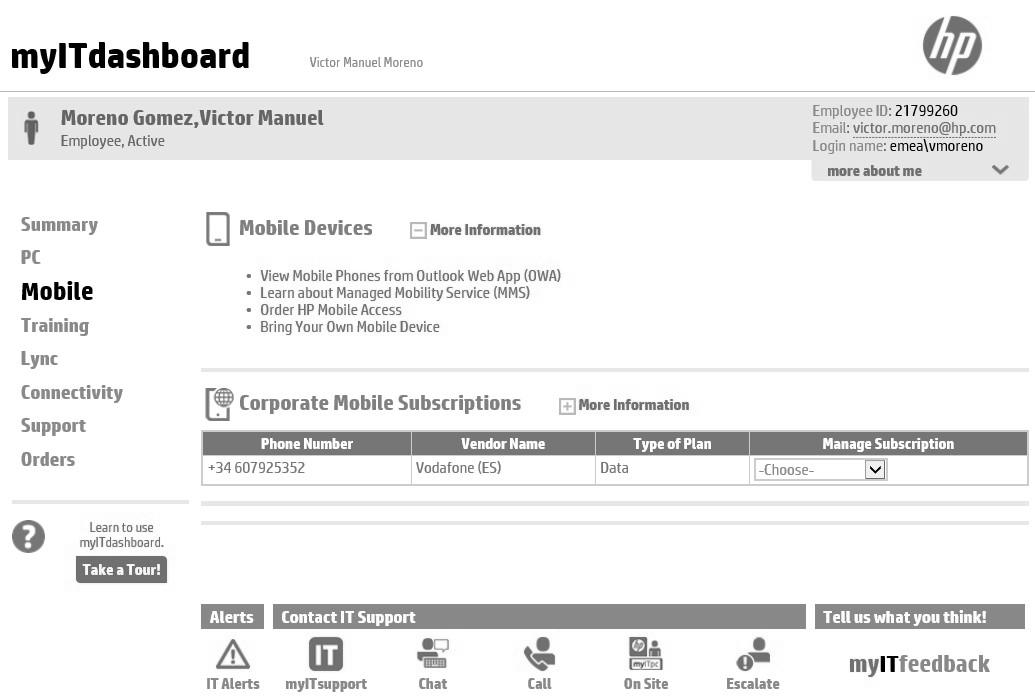 myITdashboard
Victor Manuel Moreno
hp
Moreno Gomez,Victor Manuel
Employee, Active
Employee ID: 21799260
Email: victor.moreno@hp.com
Login name: emea\vmoreno
more about me
Summary
PC
Mobile
Training
Lync
Connectivity
Support
Orders
? Learn to use
myITdashboard.
Take a Tour!
Mobile Devices
More Information
• View Mobile Phones from Outlook Web App (OWA)
• Learn about Managed Mobility Service (MMS)
• Order HP Mobile Access
• Bring Your Own Mobile Device
Corporate Mobile Subscriptions
More Information
Phone Number Vendor Name Type of Plan Manage Subscription
+34 607925352 Vodafone (ES) Data -Choose-
Alerts Contact IT Support Tell us what you think!
IT hp myITpc
IT Alerts myITsupport Chat Call On Site Escalate
myITfeedback